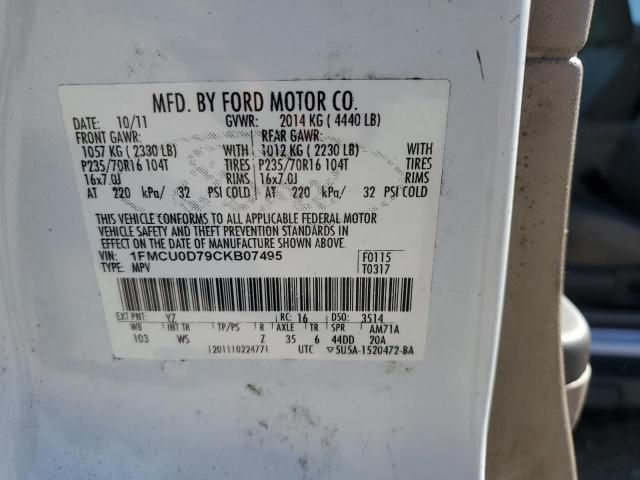 MFD. BY FORD MOTOR CO.
DATE: 10/11 GVWR: 2014 KG ( 4440 LB)
FRONT GAWR: REAR GAWR:
1057 KG ( 2330 LB) WITH 1012 KG ( 2230 LB) WITH
P235/70R16 104T TIRES P235/70R16 104T TIRES
16x7.0J RIMS 16x7.0J RIMS
AT 220 kPa/ 32 PSI COLD AT 220 kPa/ 32 PSI COLD
THIS VEHICLE CONFORMS TO ALL APPLICABLE FEDERAL MOTOR
VEHICLE SAFETY AND THEFT PREVENTION STANDARDS IN
EFFECT ON THE DATE OF MANUFACTURE SHOWN ABOVE.
VIN: 1FMCU0D79CKB07495 F0115
TYPE: MPV T0317
EXT PNT: YZ RC: 16 DSO: 3514
WB INT TR TP/PS R AXLE TR SPR AM71A
103 WS Z 35 6 44DD 20A
1201110224771 UTC ▽5U5A-1520472-BA